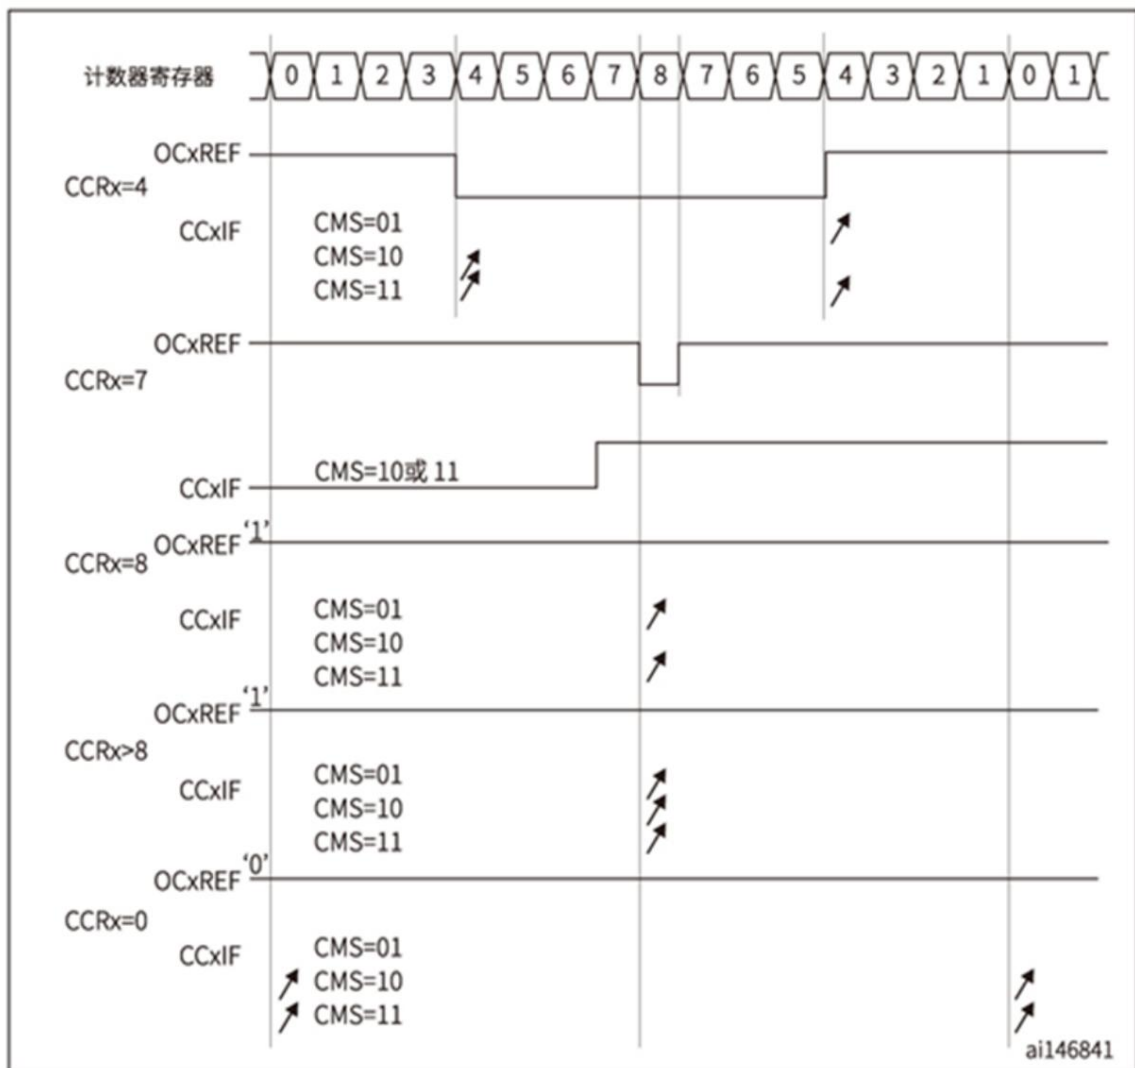 计数器寄存器 0 1 2 3 4 5 6 7 8 7 6 5 4 3 2 1 0 1
OCxREF
CCRx=4
CCxIF CMS=01
CMS=10
CMS=11
OCxREF
CCRx=7
CMS=10或 11
CCxIF
OCxREF ‘1’
CCRx=8
CCxIF CMS=01
CMS=10
CMS=11
OCxREF ‘1’
CCRx>8
CCxIF CMS=01
CMS=10
CMS=11
OCxREF ‘0’
CCRx=0
CCxIF CMS=01
CMS=10
CMS=11
ai146841